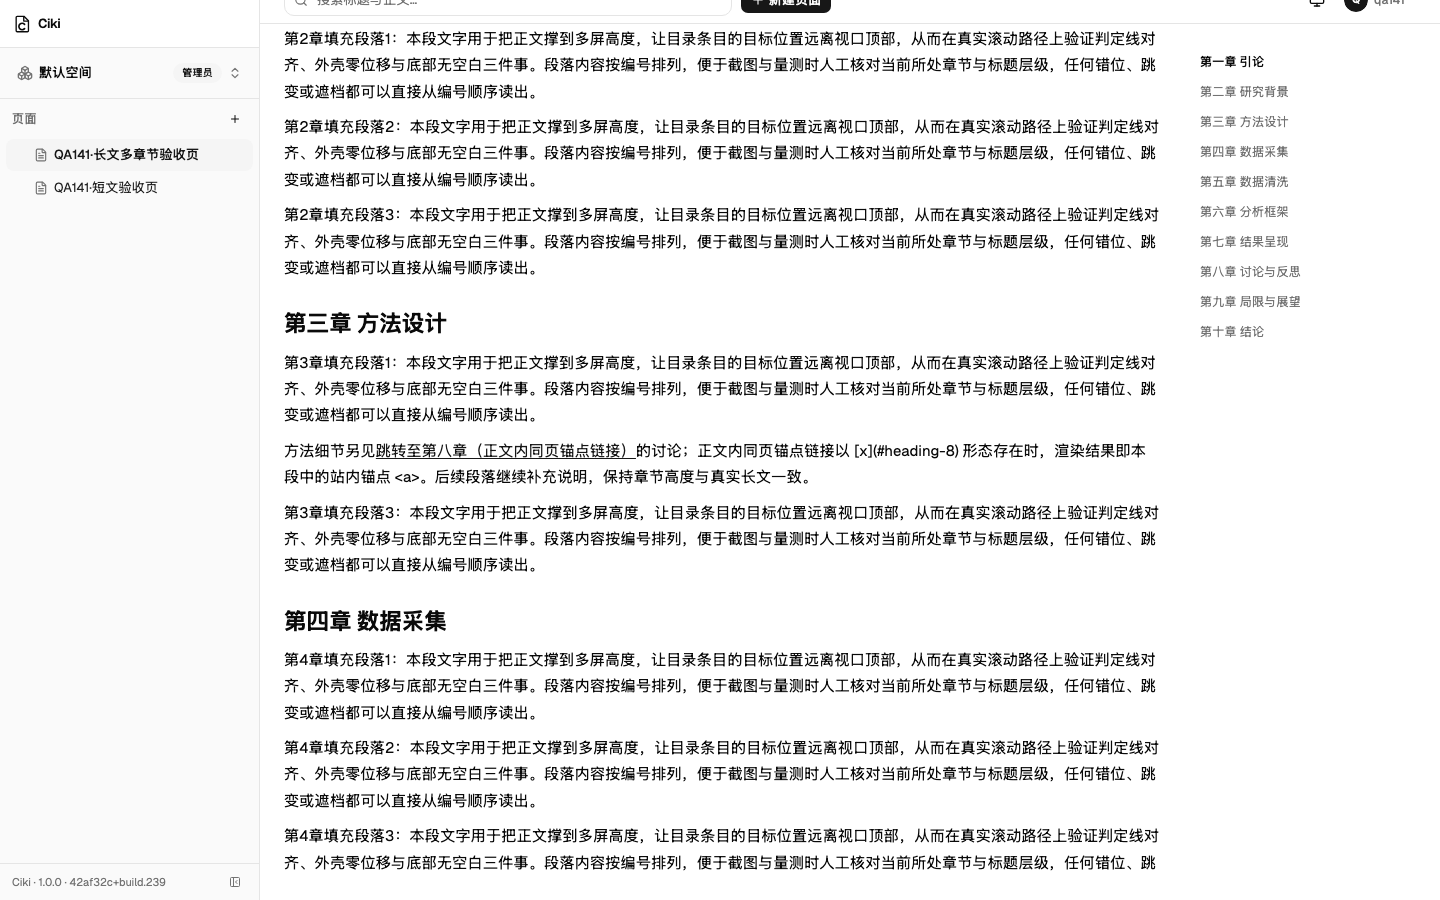 Ciki
默认空间
管理员
页面
QA141·长文多章节验收页
QA141·短文验收页
Ciki · 1.0.0 · 42af32c+build.239
搜索标题与正文...
新建页面
qa141
第2章填充段落1：本段文字用于把正文撑到多屏高度，让目录条目的目标位置远离视口顶部，从而在真实滚动路径上验证判定线对
齐、外壳零位移与底部无空白三件事。段落内容按编号排列，便于截图与量测时人工核对当前所处章节与标题层级，任何错位、跳
变或遮档都可以直接从编号顺序读出。
第2章填充段落2：本段文字用于把正文撑到多屏高度，让目录条目的目标位置远离视口顶部，从而在真实滚动路径上验证判定线对
齐、外壳零位移与底部无空白三件事。段落内容按编号排列，便于截图与量测时人工核对当前所处章节与标题层级，任何错位、跳
变或遮档都可以直接从编号顺序读出。
第2章填充段落3：本段文字用于把正文撑到多屏高度，让目录条目的目标位置远离视口顶部，从而在真实滚动路径上验证判定线对
齐、外壳零位移与底部无空白三件事。段落内容按编号排列，便于截图与量测时人工核对当前所处章节与标题层级，任何错位、跳
变或遮档都可以直接从编号顺序读出。
第三章 方法设计
第3章填充段落1：本段文字用于把正文撑到多屏高度，让目录条目的目标位置远离视口顶部，从而在真实滚动路径上验证判定线对
齐、外壳零位移与底部无空白三件事。段落内容按编号排列，便于截图与量测时人工核对当前所处章节与标题层级，任何错位、跳
变或遮档都可以直接从编号顺序读出。
方法细节另见跳转至第八章（正文内同页锚点链接）的讨论；正文内同页锚点链接以 [x](#heading-8) 形态存在时，渲染结果即本
段中的站内锚点 <a>。后续段落继续补充说明，保持章节高度与真实长文一致。
第3章填充段落3：本段文字用于把正文撑到多屏高度，让目录条目的目标位置远离视口顶部，从而在真实滚动路径上验证判定线对
齐、外壳零位移与底部无空白三件事。段落内容按编号排列，便于截图与量测时人工核对当前所处章节与标题层级，任何错位、跳
变或遮档都可以直接从编号顺序读出。
第四章 数据采集
第4章填充段落1：本段文字用于把正文撑到多屏高度，让目录条目的目标位置远离视口顶部，从而在真实滚动路径上验证判定线对
齐、外壳零位移与底部无空白三件事。段落内容按编号排列，便于截图与量测时人工核对当前所处章节与标题层级，任何错位、跳
变或遮档都可以直接从编号顺序读出。
第4章填充段落2：本段文字用于把正文撑到多屏高度，让目录条目的目标位置远离视口顶部，从而在真实滚动路径上验证判定线对
齐、外壳零位移与底部无空白三件事。段落内容按编号排列，便于截图与量测时人工核对当前所处章节与标题层级，任何错位、跳
变或遮档都可以直接从编号顺序读出。
第4章填充段落3：本段文字用于把正文撑到多屏高度，让目录条目的目标位置远离视口顶部，从而在真实滚动路径上验证判定线对
齐、外壳零位移与底部无空白三件事。段落内容按编号排列，便于截图与量测时人工核对当前所处章节与标题层级，任何错位、跳
第一章 引论
第二章 研究背景
第三章 方法设计
第四章 数据采集
第五章 数据清洗
第六章 分析框架
第七章 结果呈现
第八章 讨论与反思
第九章 局限与展望
第十章 结论